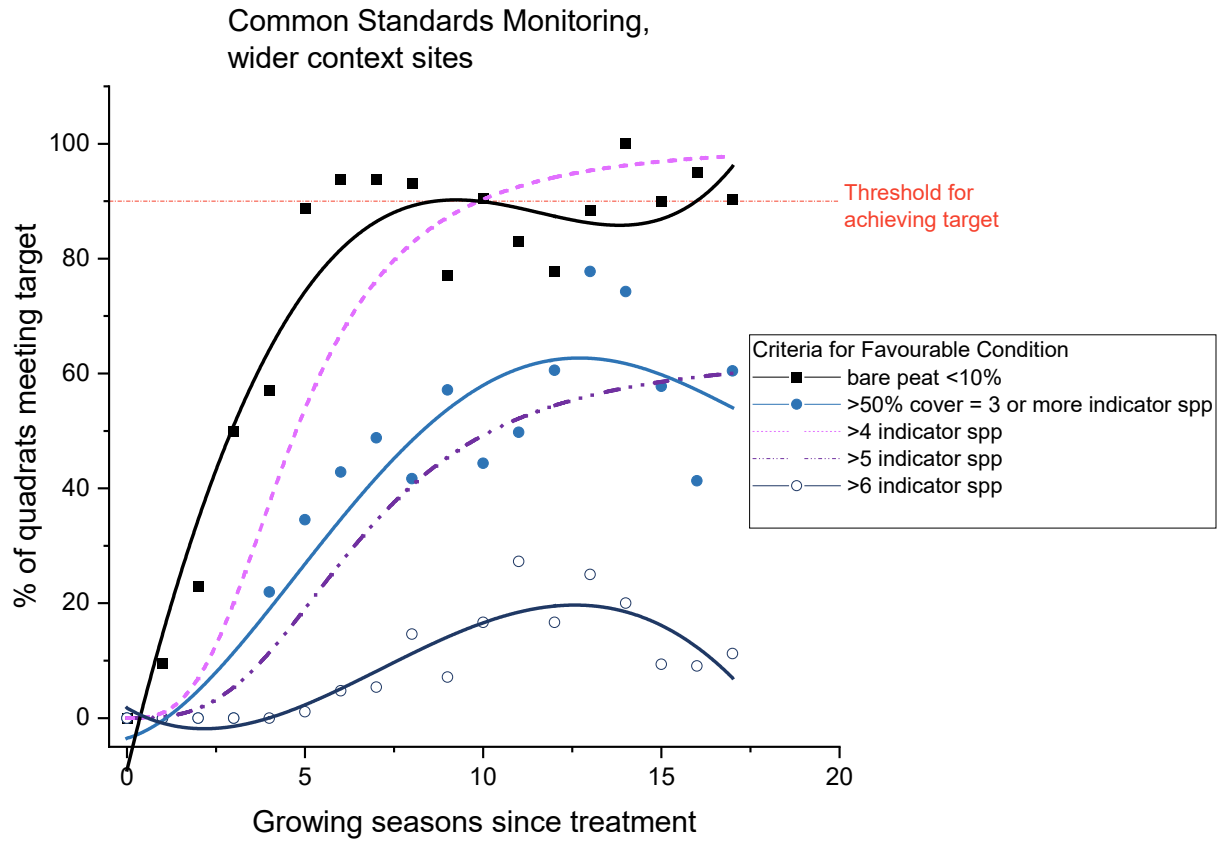 Common Standards Monitoring,
wider context sites
% of quadrats meeting target
100
80
60
40
20
0
Threshold for
achieving target
Criteria for Favourable Condition
bare peat <10%
>50% cover = 3 or more indicator spp
>4 indicator spp
>5 indicator spp
>6 indicator spp
0 5 10 15 20
Growing seasons since treatment